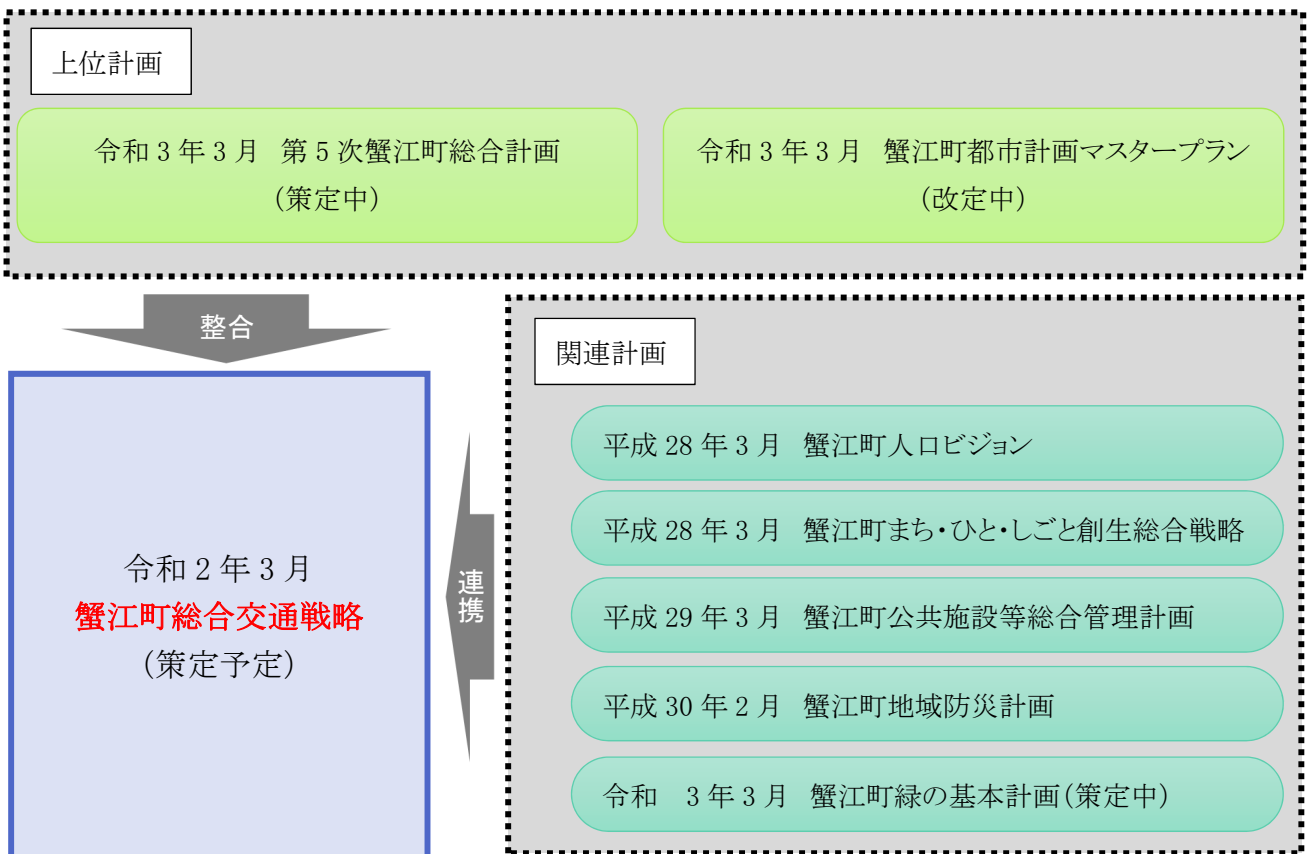 上位計画
令和3年3月 第5次蟹江町総合計画
(策定中)
令和3年3月 蟹江町都市計画マスタープラン
(改定中)
整合
関連計画
平成28年3月 蟹江町人口ビジョン
平成28年3月 蟹江町まち・ひと・しごと創生総合戦略
平成29年3月 蟹江町公共施設等総合管理計画
平成30年2月 蟹江町地域防災計画
令和 3年3月 蟹江町緑の基本計画(策定中)
連携
令和2年3月
蟹江町総合交通戦略
(策定予定)